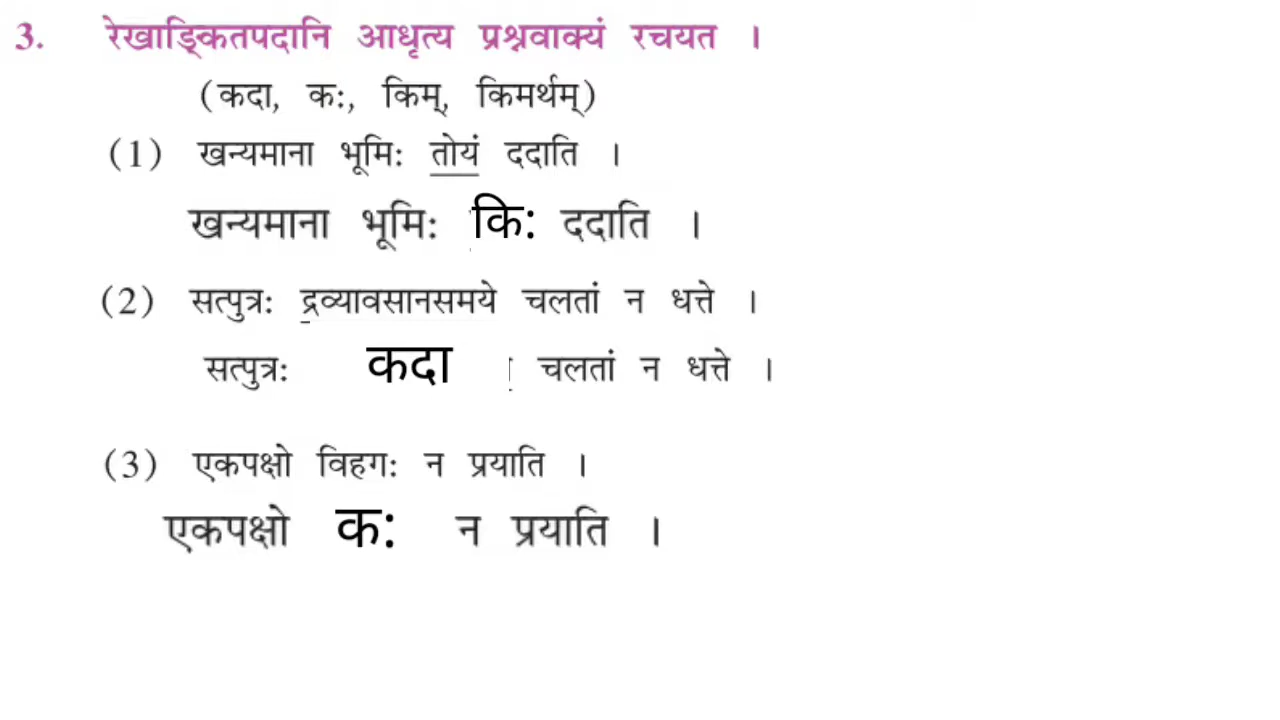 3. रेखाङ्कितपदानि आधृत्य प्रश्नवाक्यं रचयत ।
(कदा, कः, किम्, किमर्थम्)
(1) खन्यमाना भूमिः तोयं ददाति ।
खन्यमाना भूमिः कि: ददाति ।
(2) सत्पुत्रः द्रव्यावसानसमये चलतां न धत्ते ।
सत्पुत्रः कदा चलतां न धत्ते ।
(3) एकपक्षो विहगः न प्रयाति ।
एकपक्षो क: न प्रयाति ।